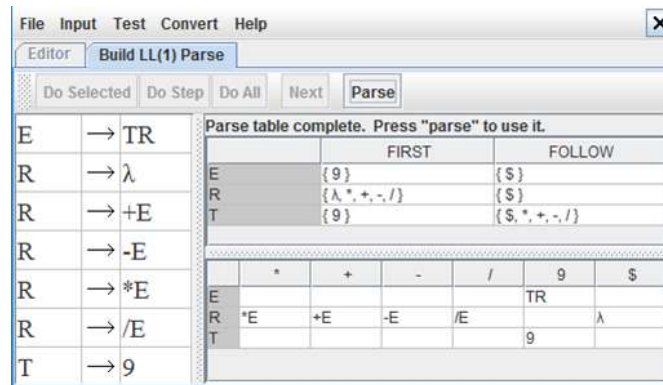 File Input Test Convert Help
Editor Build LL(1) Parse
Do Selected Do Step Do All Next Parse
E → TR
R → λ
R → +E
R → -E
R → *E
R → /E
T → 9
Parse table complete. Press "parse" to use it.
FIRST FOLLOW
E { 9 } { $ }
R { λ, *, +, -, / } { $ }
T { 9 } { $, *, +, -, / }
* + - / 9 $
E TR
R *E +E -E /E λ
T 9